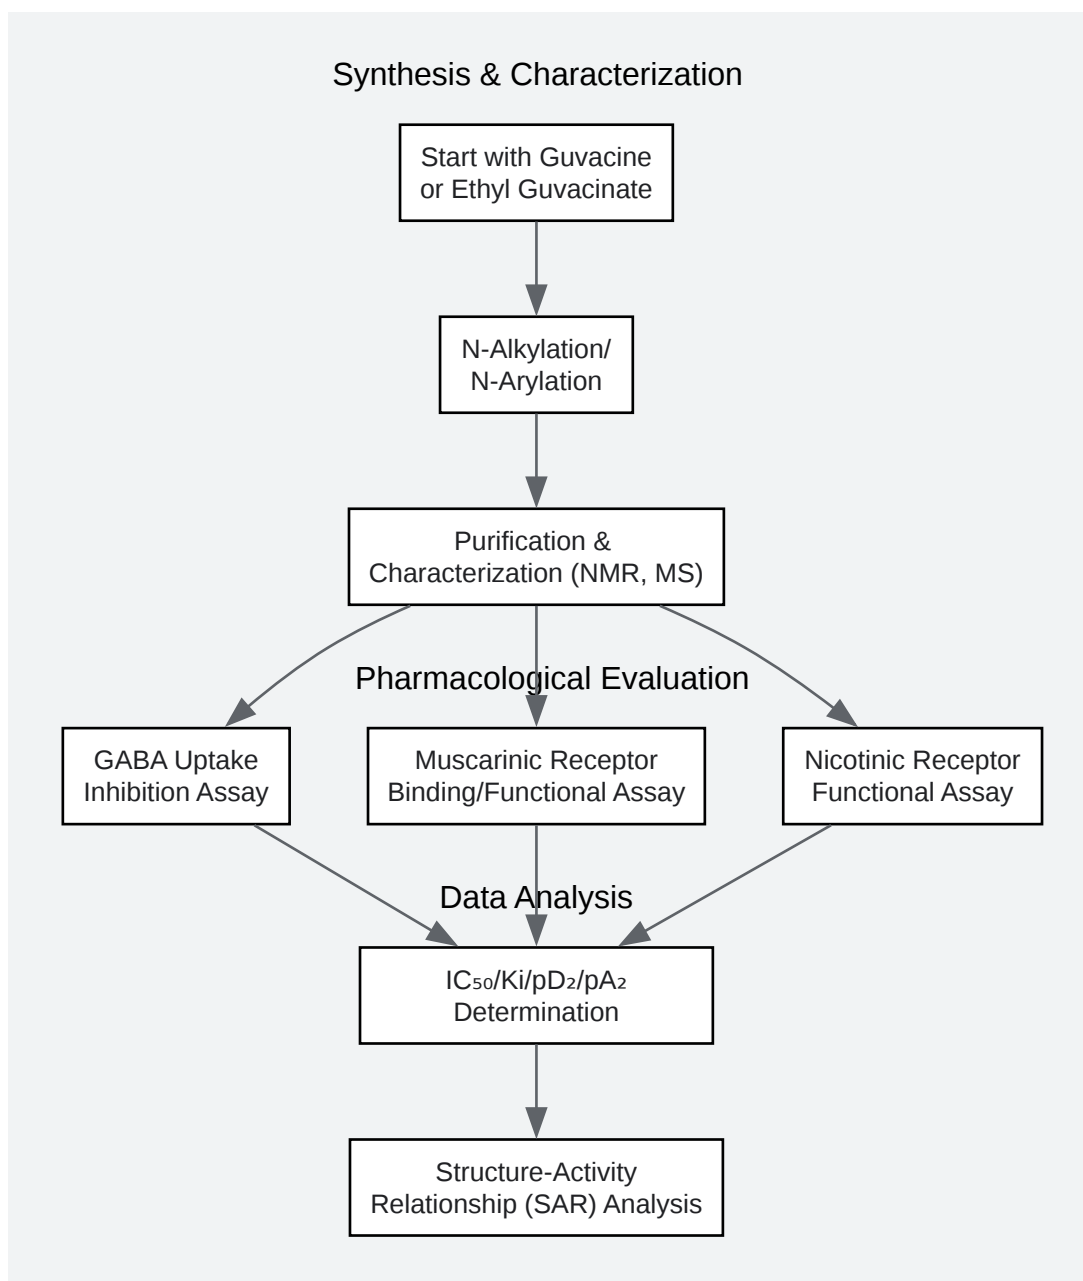 Synthesis & Characterization
Start with Guvacine
or Ethyl Guvacinate
N-Alkylation/
N-Arylation
Purification &
Characterization (NMR, MS)
Pharmacological Evaluation
GABA Uptake
Inhibition Assay
Muscarinic Receptor
Binding/Functional Assay
Nicotinic Receptor
Functional Assay
Data Analysis
IC₅₀/Ki/pD₂/pA₂
Determination
Structure-Activity
Relationship (SAR) Analysis